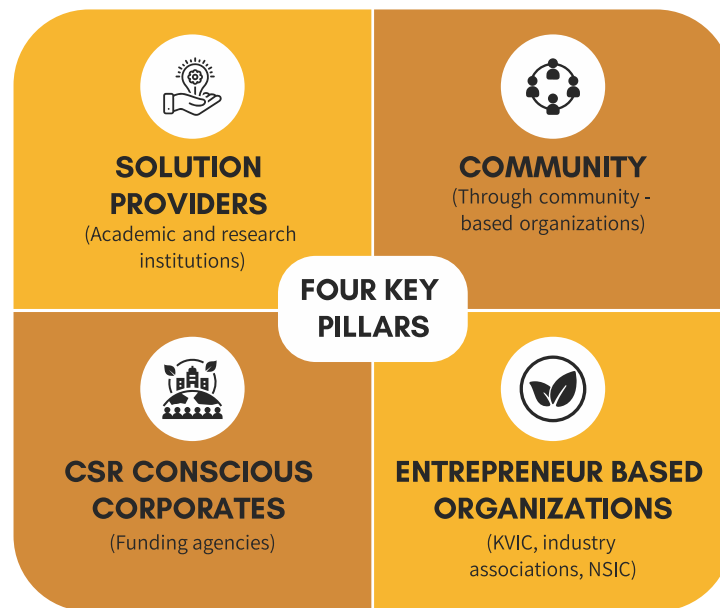 SOLUTION
PROVIDERS
(Academic and research
institutions)
COMMUNITY
(Through community -
based organizations)
FOUR KEY
PILLARS
CSR CONSCIOUS
CORPORATES
(Funding agencies)
ENTREPRENEUR BASED
ORGANIZATIONS
(KVIC, industry
associations, NSIC)